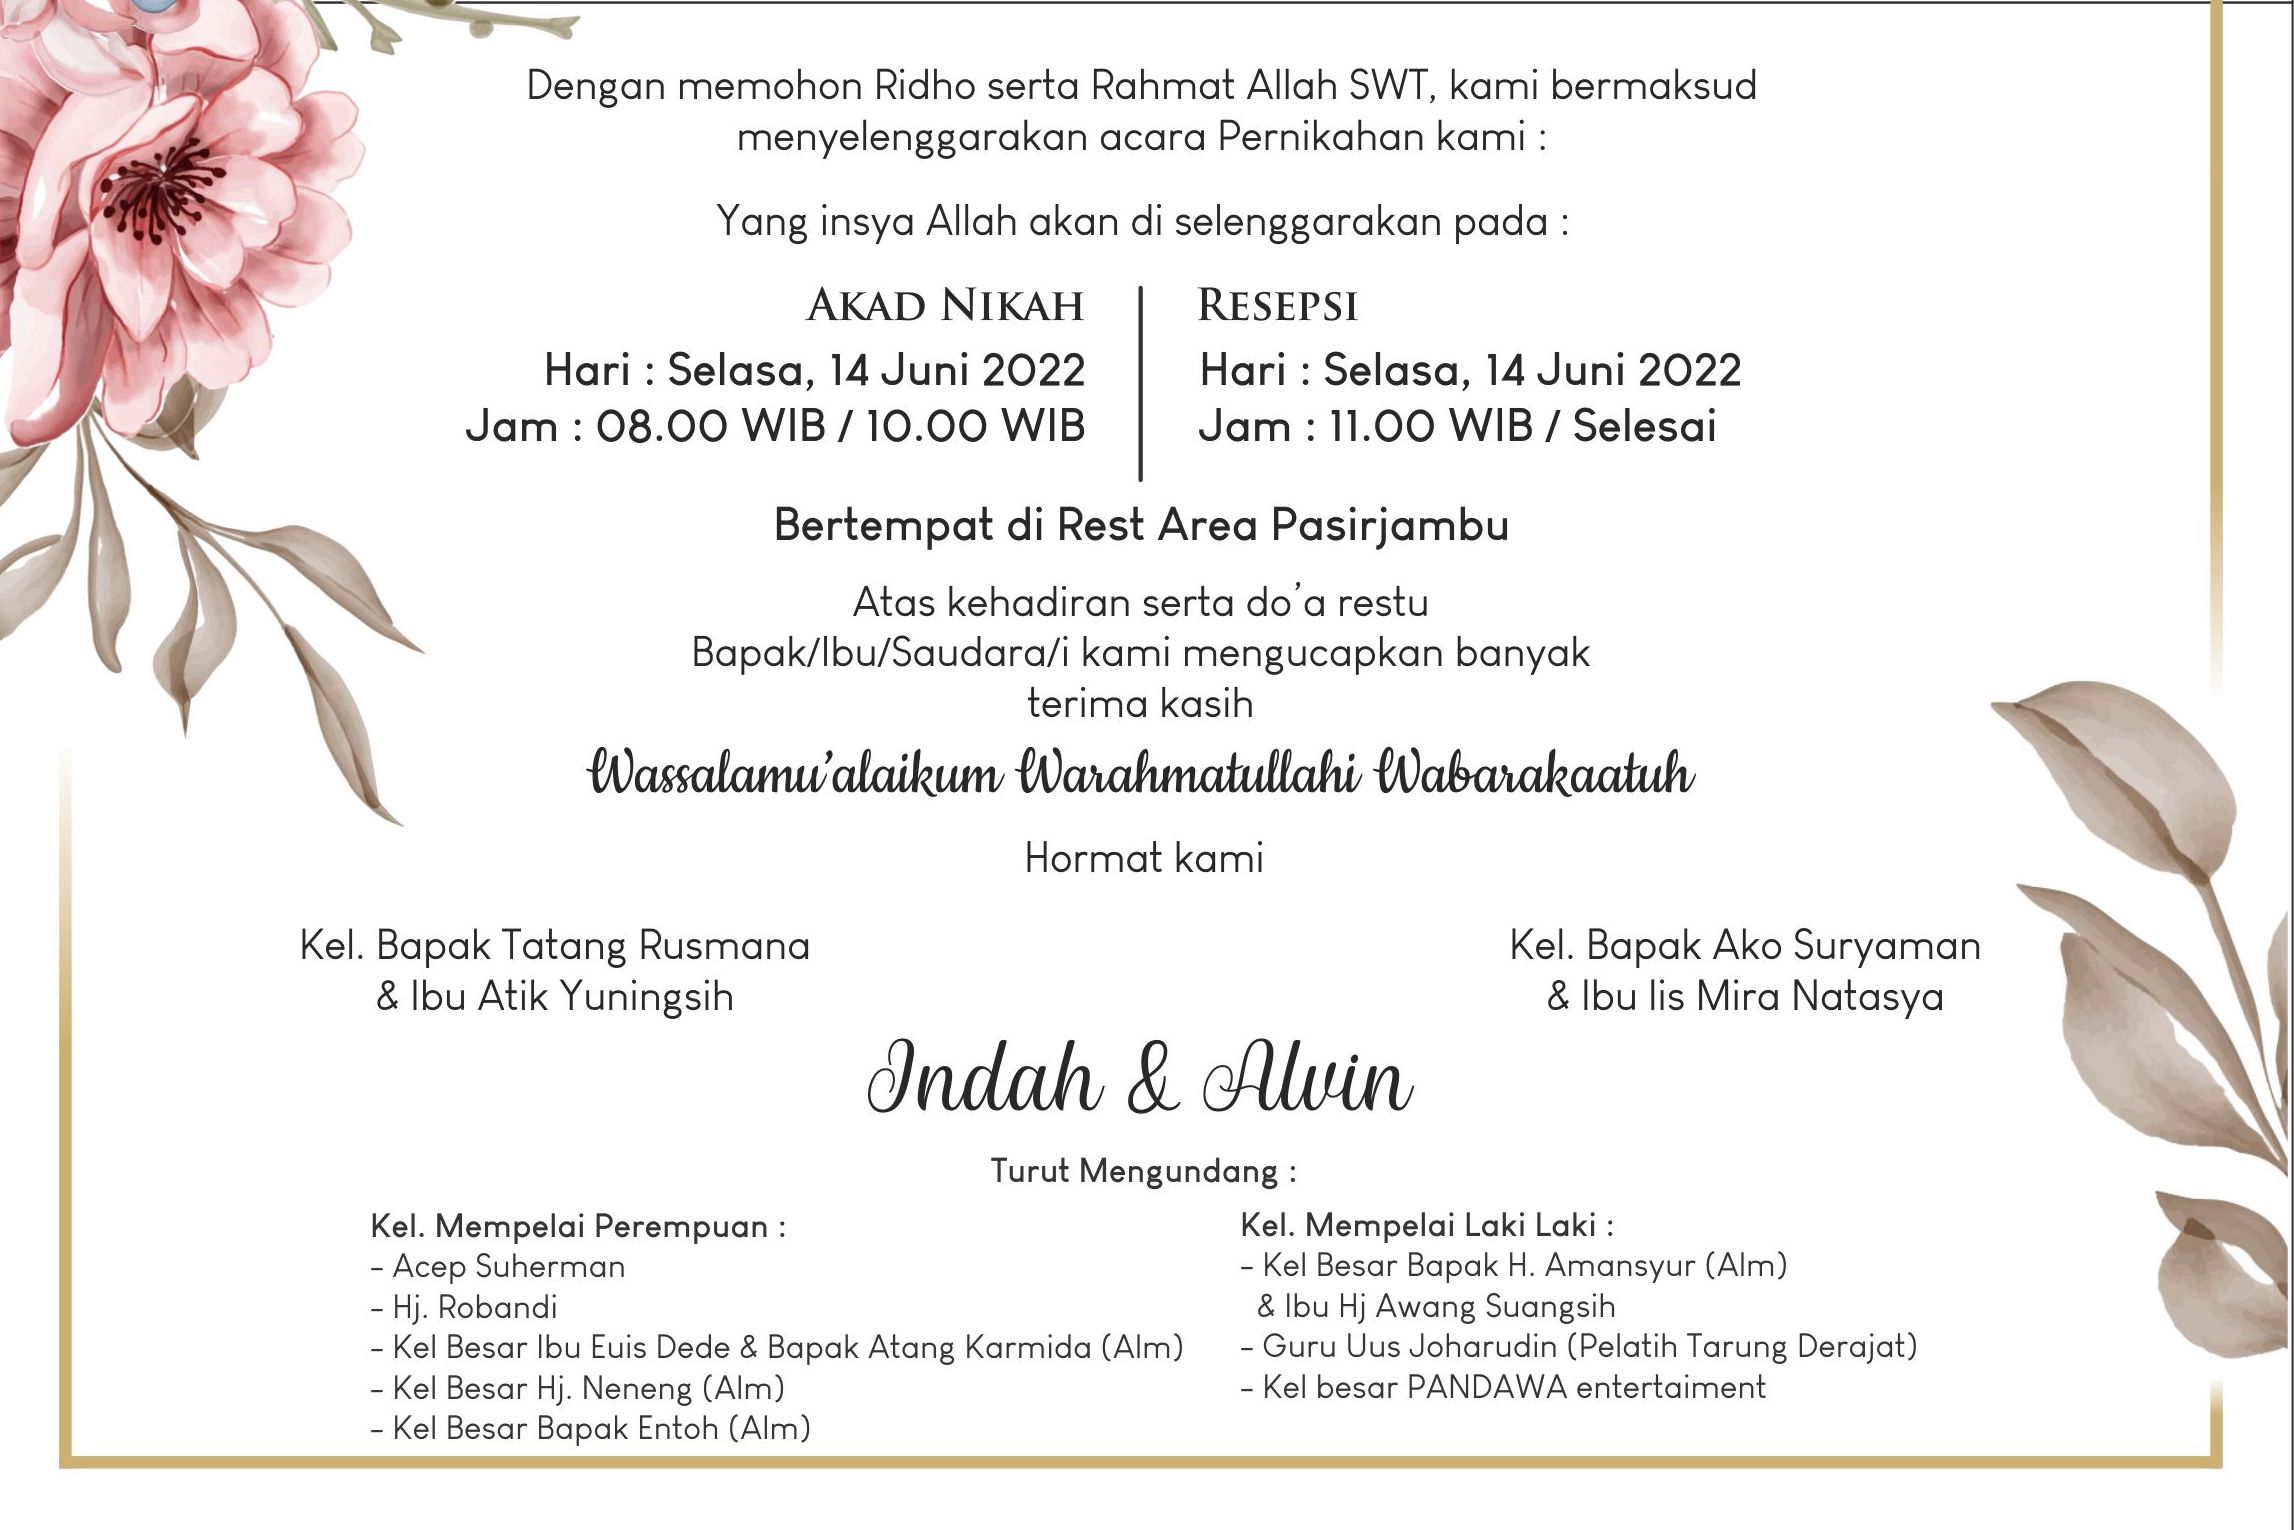 Dengan memohon Ridho serta Rahmat Allah SWT, kami bermaksud
menyelenggarakan acara Pernikahan kami :
Yang insya Allah akan di selenggarakan pada :
AKAD NIKAH
Hari : Selasa, 14 Juni 2022
Jam : 08.00 WIB / 10.00 WIB
RESEPSI
Hari : Selasa, 14 Juni 2022
Jam : 11.00 WIB / Selesai
Bertempat di Rest Area Pasirjambu
Atas kehadiran serta do’a restu
Bapak/Ibu/Saudara/i kami mengucapkan banyak
terima kasih
Wassalamu’alaikum Warahmatullahi Wabarakaatuh
Hormat kami
Kel. Bapak Tatang Rusmana
& Ibu Atik Yuningsih
Kel. Bapak Ako Suryaman
& Ibu Iis Mira Natasya
Indah & Alvin
Turut Mengundang :
Kel. Mempelai Perempuan :
- Acep Suherman
- Hj. Robandi
- Kel Besar Ibu Euis Dede & Bapak Atang Karmida (Alm)
- Kel Besar Hj. Neneng (Alm)
- Kel Besar Bapak Entoh (Alm)
Kel. Mempelai Laki Laki :
- Kel Besar Bapak H. Amansyur (Alm)
& Ibu Hj Awang Suangsih
- Guru Uus Joharudin (Pelatih Tarung Derajat)
- Kel besar PANDAWA entertaiment